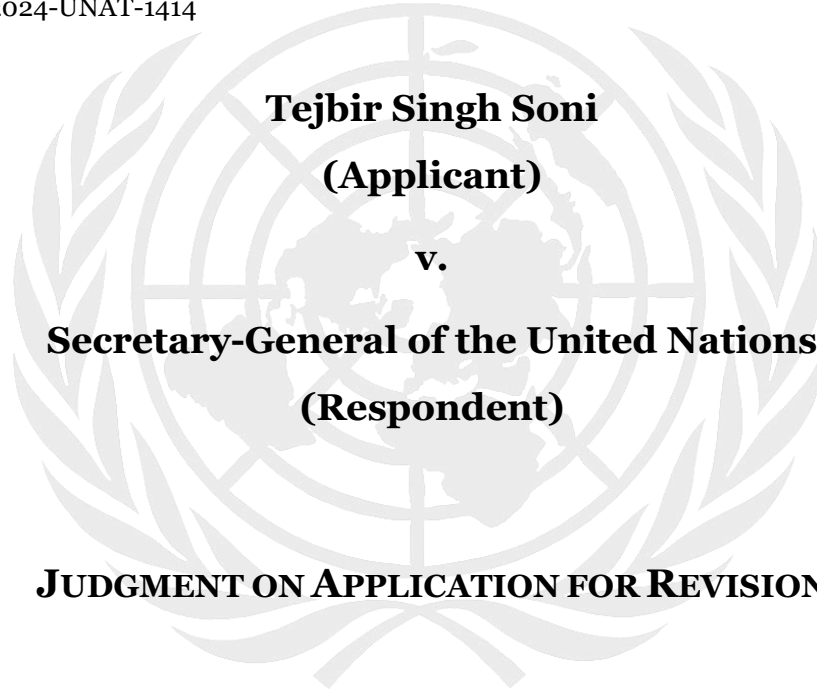 2024-UNAT-1414
Tejbir Singh Soni
(Applicant)
v.
Secretary-General of the United Nations
(Respondent)
JUDGMENT ON APPLICATION FOR REVISION